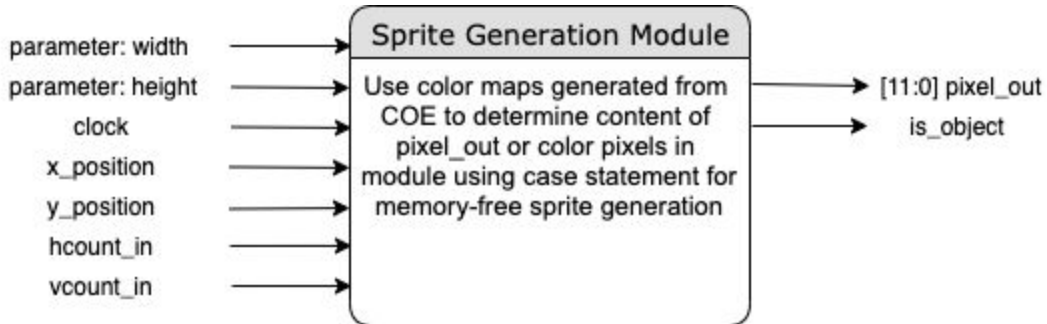 Sprite Generation Module
parameter: width
parameter: height
clock
x_position
y_position
hcount_in
vcount_in
Use color maps generated from
COE to determine content of
pixel_out or color pixels in
module using case statement for
memory-free sprite generation
[11:0] pixel_out
is_object